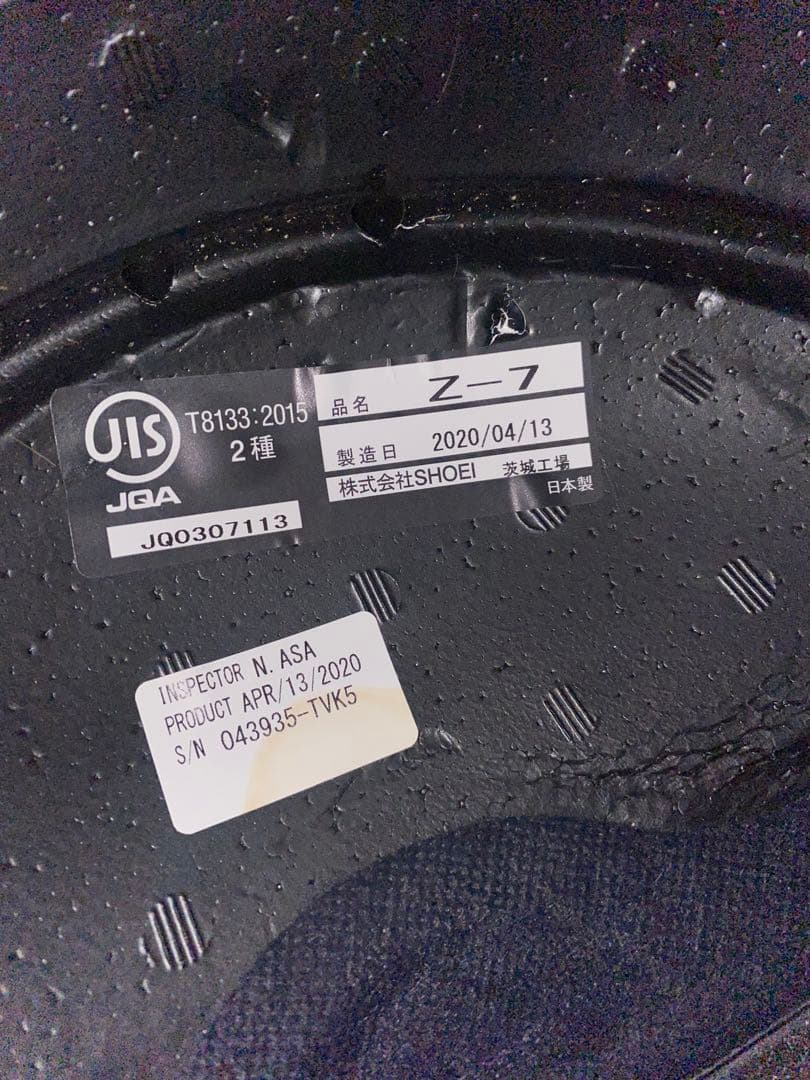 JIS
JQA
T8133:2015
2種
JQ0307113
品名 Z-7
製造日 2020/04/13
株式会社SHOEI 茨城工場
日本製
INSPECTOR N. ASA
PRODUCT APR/13/2020
S/N 043935-TVK5